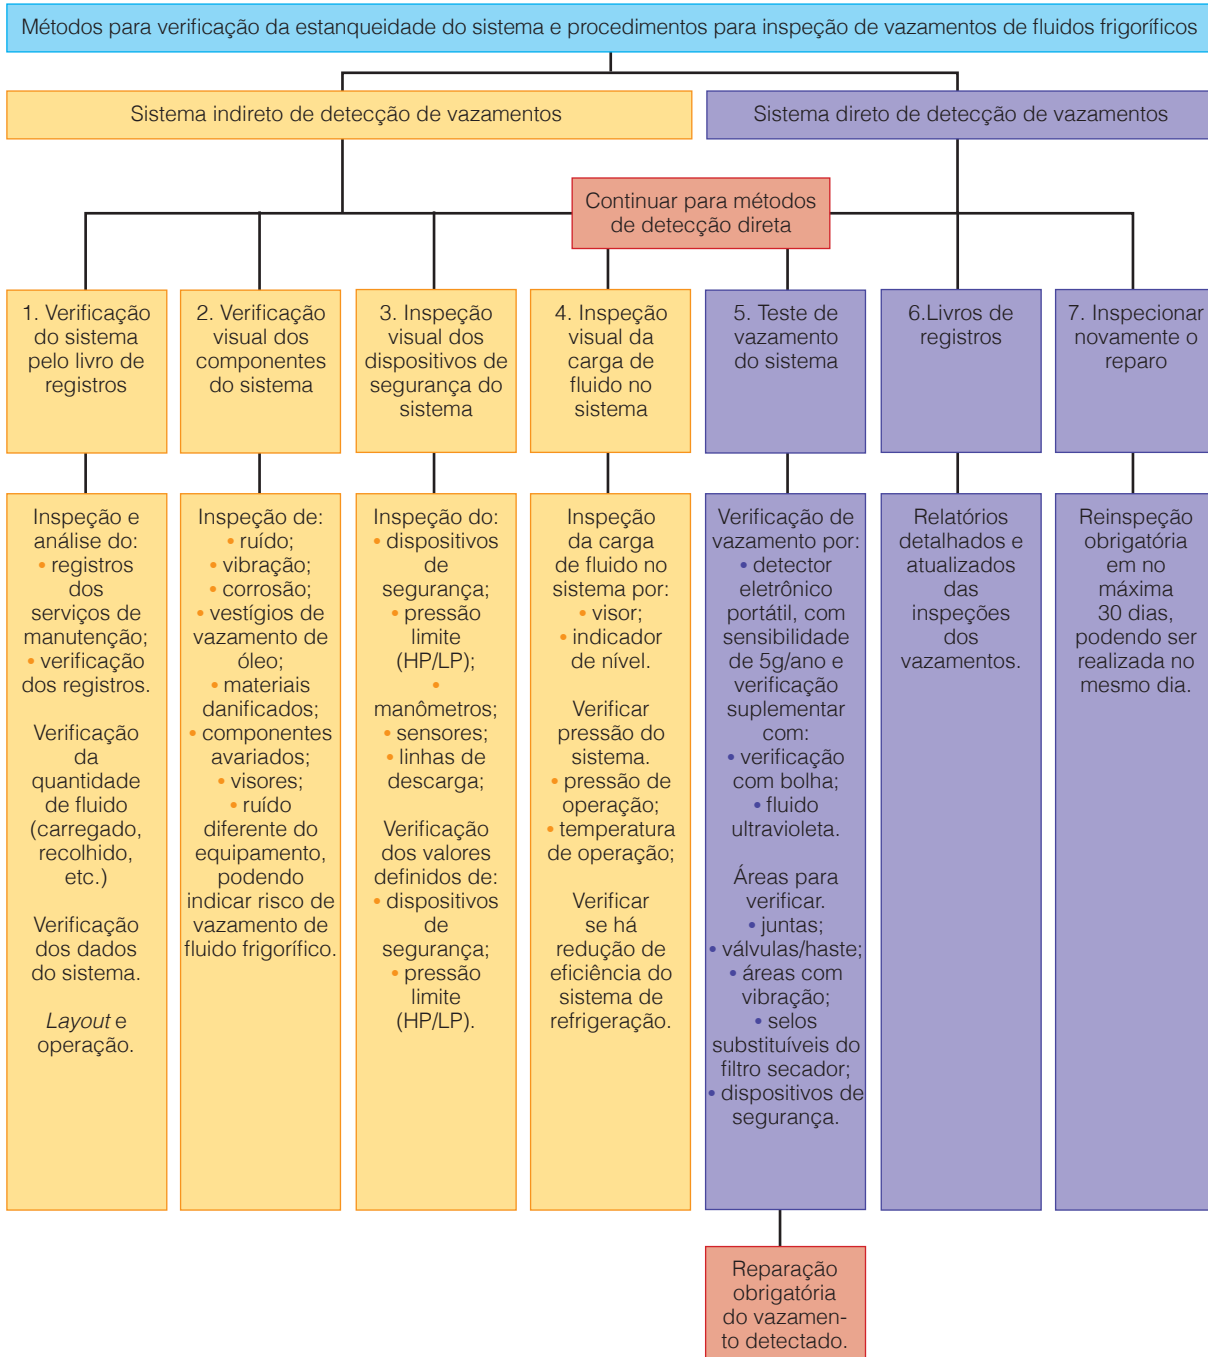 Métodos para verificação da estanqueidade do sistema e procedimentos para inspeção de vazamentos de fluidos frigoríficos
Sistema indireto de detecção de vazamentos
Sistema direto de detecção de vazamentos
Continuar para métodos
de detecção direta
1. Verificação
do sistema
pelo livro de
registros
2. Verificação
visual dos
componentes
do sistema
3. Inspeção
visual dos
dispositivos de
segurança do
sistema
4. Inspeção
visual da
carga de
fluido no
sistema
5. Teste de
vazamento
do sistema
6.Livros de
registros
7. Inspecionar
novamente o
reparo
Inspeção e
análise do:
• registros
dos
serviços de
manutenção;
• verificação
dos registros.
Verificação
da
quantidade
de fluido
(carregado,
recolhido,
etc.)
Verificação
dos dados
do sistema.
Layout e
operação.
Inspeção de:
• ruído;
• vibração;
• corrosão;
• vestígios de
vazamento de
óleo;
• materiais
danificados;
• componentes
avariados;
• visores;
• ruído
diferente do
equipamento,
podendo
indicar risco de
vazamento de
fluido frigorífico.
Inspeção do:
• dispositivos
de
segurança;
• pressão
limite
(HP/LP);
•
manômetros;
• sensores;
• linhas de
descarga;
Verificação
dos valores
definidos de:
• dispositivos
de
segurança;
• pressão
limite
(HP/LP).
Inspeção
da carga
de fluido no
sistema por:
• visor;
• indicador
de nível.
Verificar
pressão do
sistema.
• pressão de
operação;
• temperatura
de operação;
Verificar
se há
redução de
eficiência do
sistema de
refrigeração.
Verificação de
vazamento por:
• detector
eletrônico
portátil, com
sensibilidade
de 5g/ano e
verificação
suplementar
com:
• verificação
com bolha;
• fluido
ultravioleta.
Áreas para
verificar.
• juntas;
• válvulas/haste;
• áreas com
vibração;
• selos
substituíveis do
filtro secador;
• dispositivos de
segurança.
Relatórios
detalhados e
atualizados
das
inspeções
dos
vazamentos.
Reinspeção
obrigatória
em no
máxima
30 dias,
podendo ser
realizada no
mesmo dia.
Reparação
obrigatória
do vazamen-
to detectado.